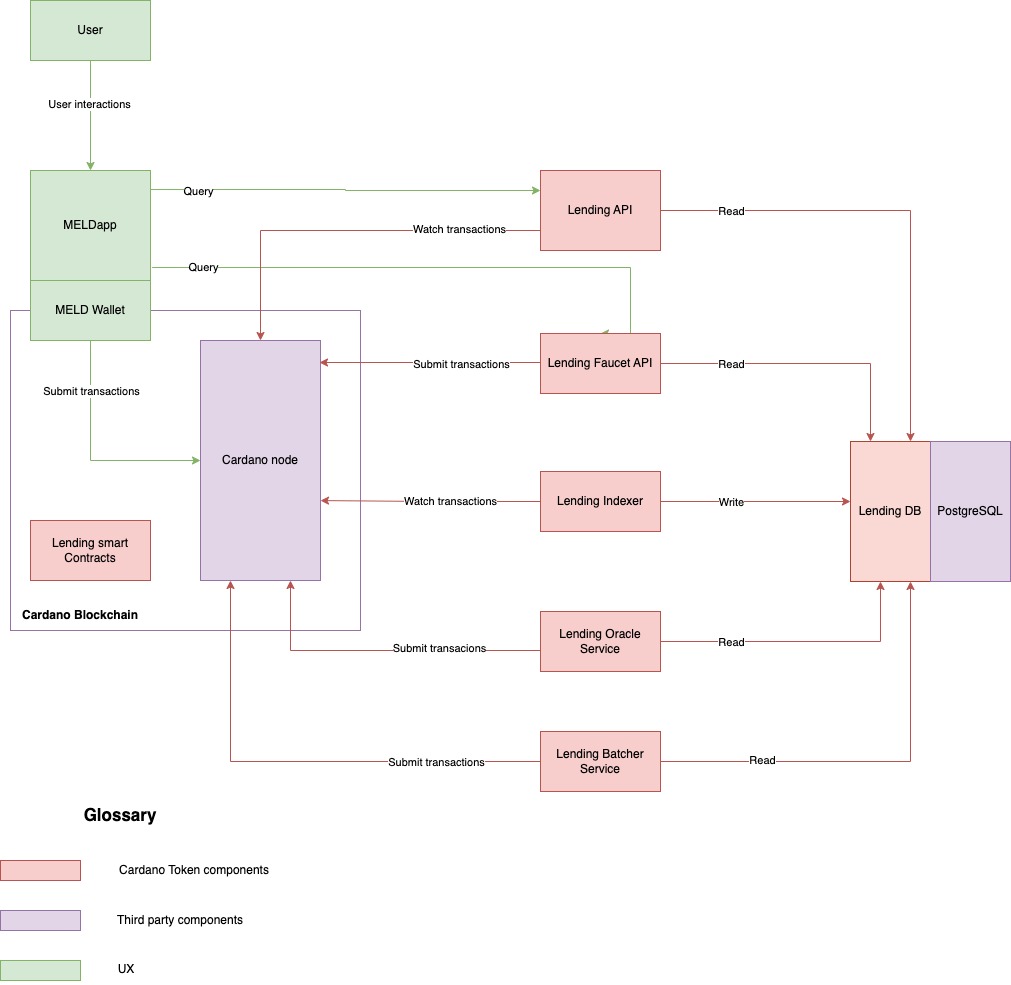 User
User interactions
MELDapp
Query
Lending API
Read
Watch transactions
Query
MELD Wallet
Submit transactions
Cardano node
Submit transactions
Lending Faucet API
Read
Watch transactions
Lending Indexer
Write
Lending DB
PostgreSQL
Lending smart
Contracts
Cardano Blockchain
Submit transacions
Lending Oracle
Service
Read
Submit transactions
Lending Batcher
Service
Read
Glossary
Cardano Token components
Third party components
UX